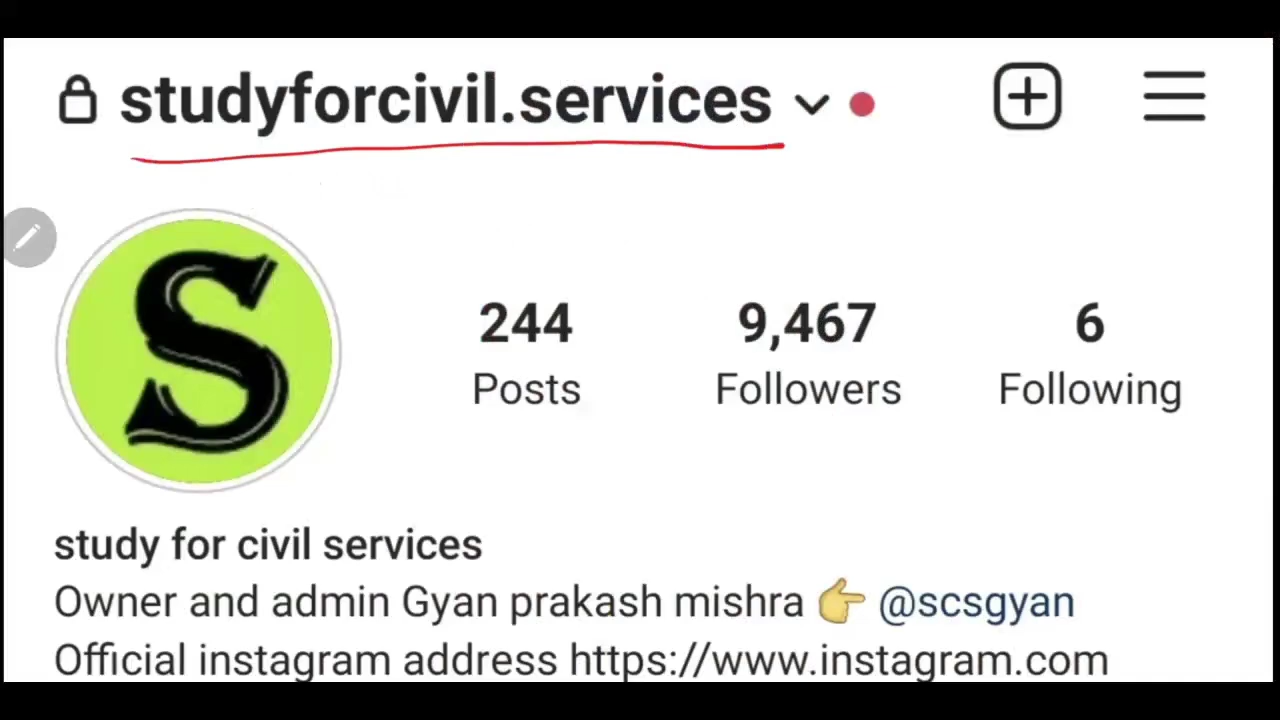 studyforcivil.services
S
244 9,467 6
Posts Followers Following
study for civil services
Owner and admin Gyan prakash mishra 👉 @scsgyan
Official instagram address https://www.instagram.com